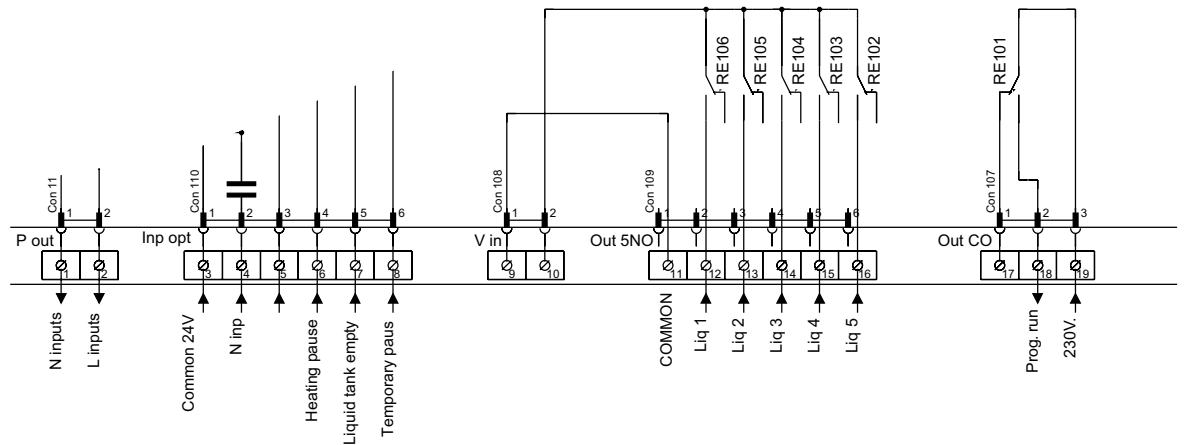 RE106
RE105
RE104
RE103
RE102
RE101
Con 11
Con 110
Con 108
Con 109
Con 107
1 2
1 2 3 4 5 6
1 2
1 2 3 4 5 6
1 2 3
P out
Inp opt
V in
Out 5NO
Out CO
1 2
3 4 5 6 7 8
9 10
11 12 13 14 15 16
17 18 19
N inputs
L inputs
Common 24V
N inp
Heating pause
Liquid tank empty
Temporary paus
COMMON
Liq 1
Liq 2
Liq 3
Liq 4
Liq 5
Prog. run
230V.